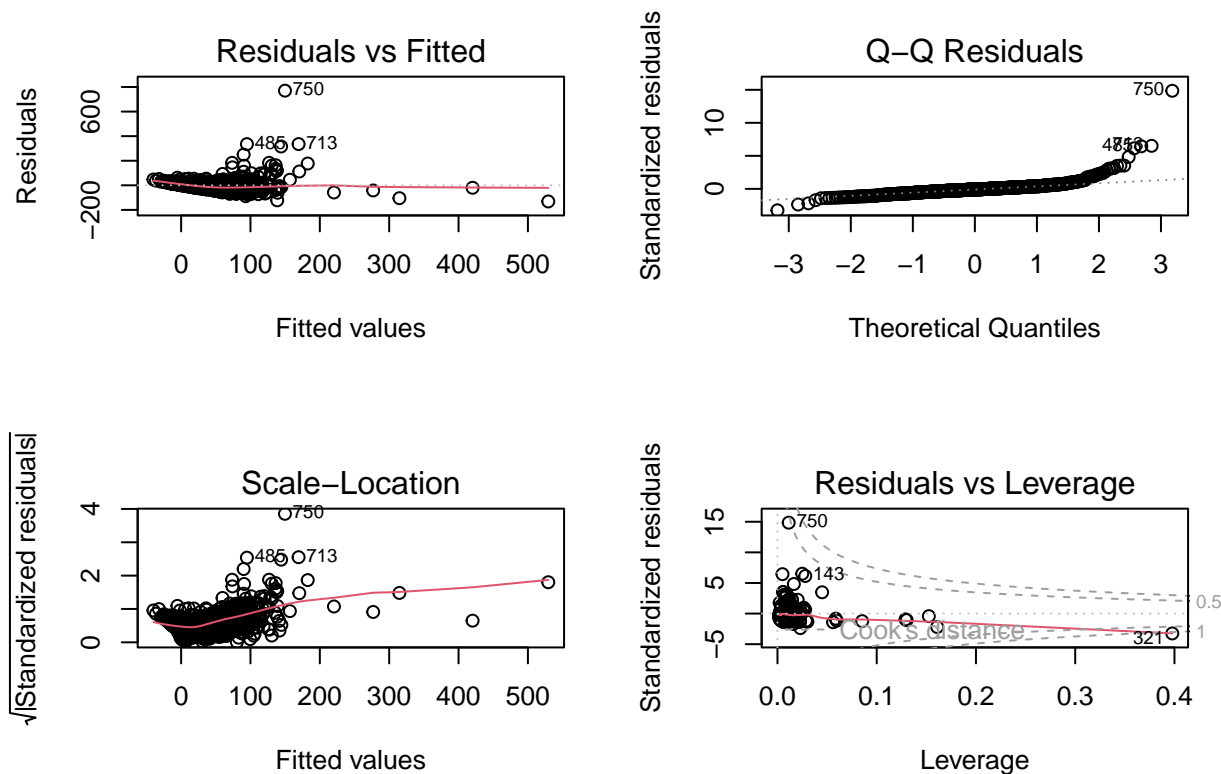 Residuals vs Fitted
Residuals
−200
600
750
485
713
0 100 200 300 400 500
Fitted values
Q−Q Residuals
Standardized residuals
0
10
750
−3 −2 −1 0 1 2 3
Theoretical Quantiles
Scale−Location
√|Standardized residuals|
0
2
4
750
485
713
0 100 200 300 400 500
Fitted values
Residuals vs Leverage
Standardized residuals
−5
5
15
750
143
321
Cook's distance
0.5
1
0.0 0.1 0.2 0.3 0.4
Leverage